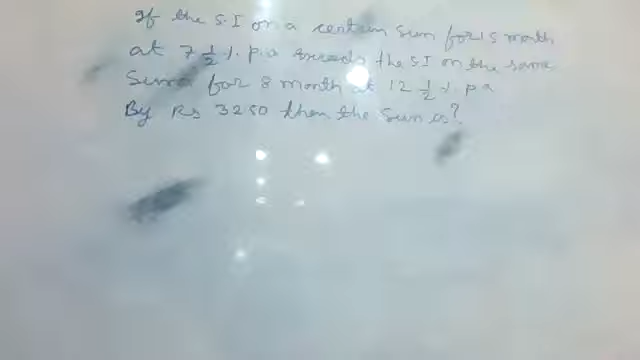 If the S.I on a certain Sum for 15 month
at 7 1/2 % p.a exceeds the S I on the same
Sum for 8 month at 12 1/2 % p a
By Rs 3250 then the Sum is?